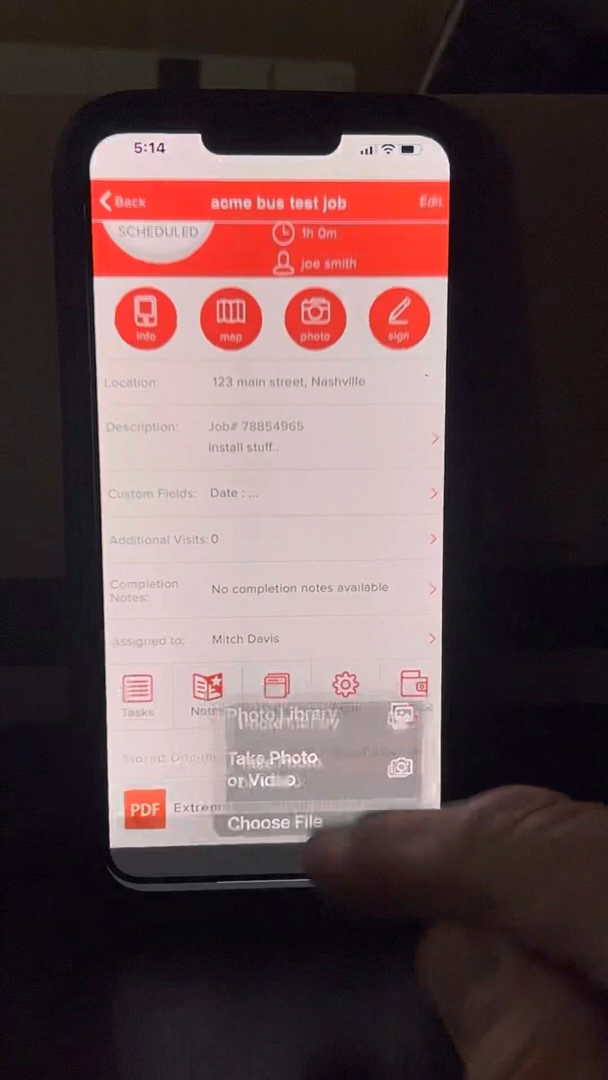 5:14
Back
acme bus test job
Edit
SCHEDULED
1h 0m
joe smith
info
map
photo
sign
Location:
123 main street, Nashville
Description:
Job# 78854965
install stuff..
Custom Fields:
Date : ...
Additional Visits:
0
Completion
Notes:
No completion notes available
Assigned to:
Mitch Davis
Tasks
Photo Library
Take Photo
or Video
PDF
Choose File